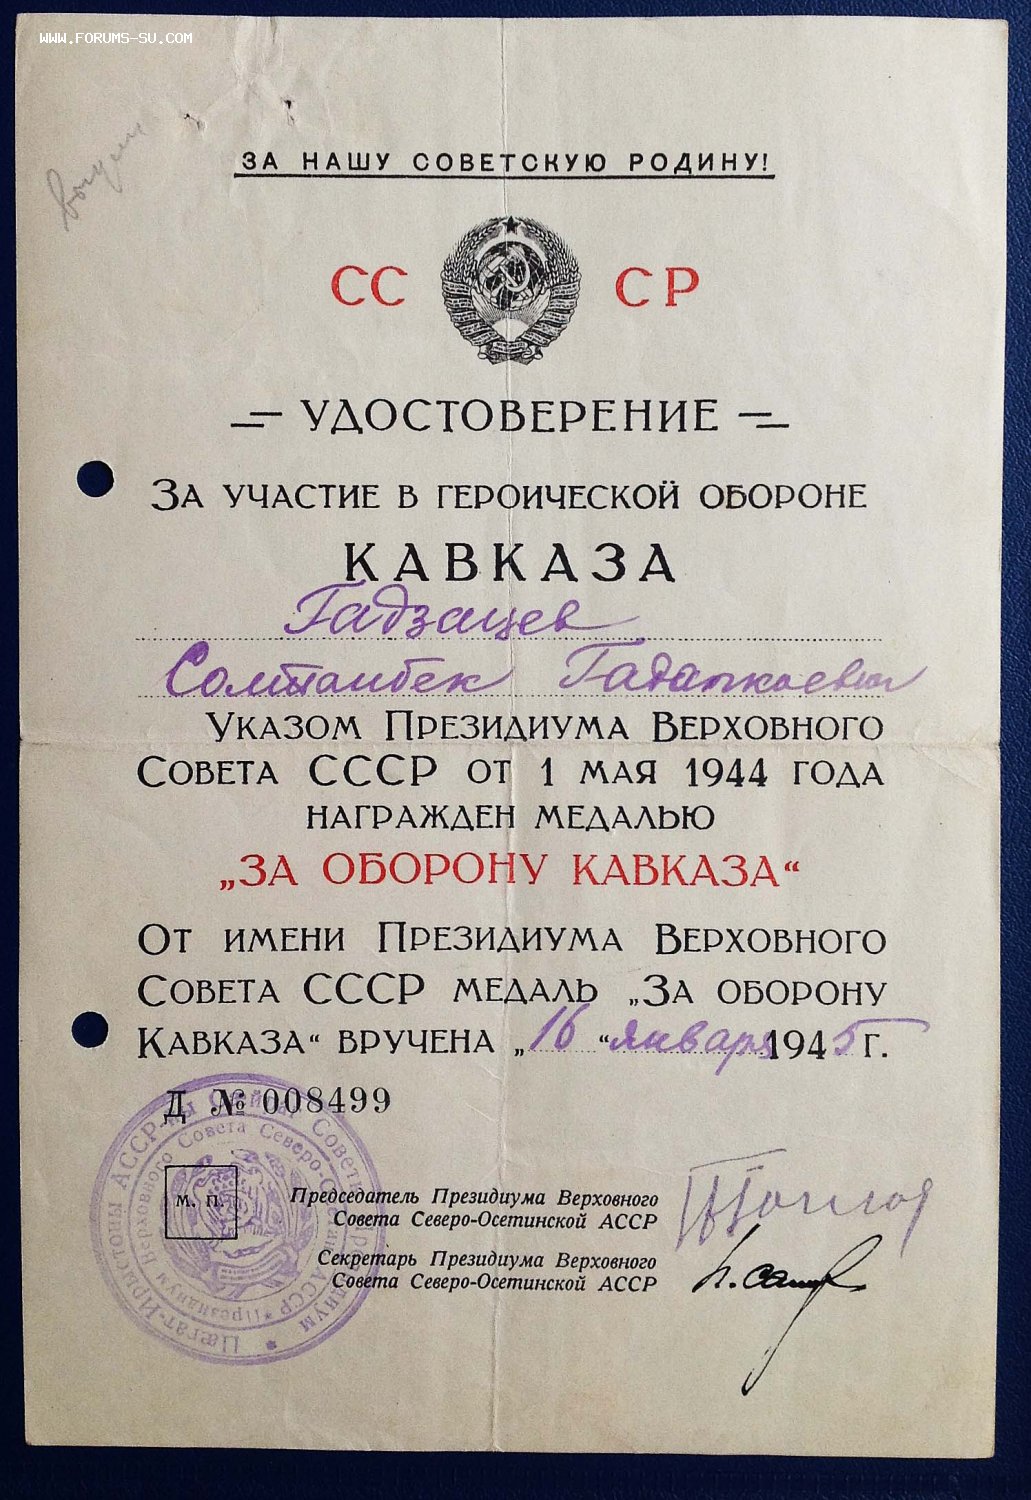 WWW.FORUMS-SU.COM
ЗА НАШУ СОВЕТСКУЮ РОДИНУ!
СС СР
УДОСТОВЕРЕНИЕ
ЗА УЧАСТИЕ В ГЕРОИЧЕСКОЙ ОБОРОНЕ
КАВКАЗА
Гадзацев
Солтанбек
УКАЗОМ ПРЕЗИДИУМА ВЕРХОВНОГО
СОВЕТА СССР ОТ 1 МАЯ 1944 ГОДА
НАГРАЖДЕН МЕДАЛЬЮ
„ЗА ОБОРОНУ КАВКАЗА“
ОТ ИМЕНИ ПРЕЗИДИУМА ВЕРХОВНОГО
СОВЕТА СССР МЕДАЛЬ „ЗА ОБОРОНУ
КАВКАЗА“ ВРУЧЕНА „16“ января 1945 г.
Д № 008499
м. п.
Председатель Президиума Верховного
Совета Северо-Осетинской АССР
Секретарь Президиума Верховного
Совета Северо-Осетинской АССР